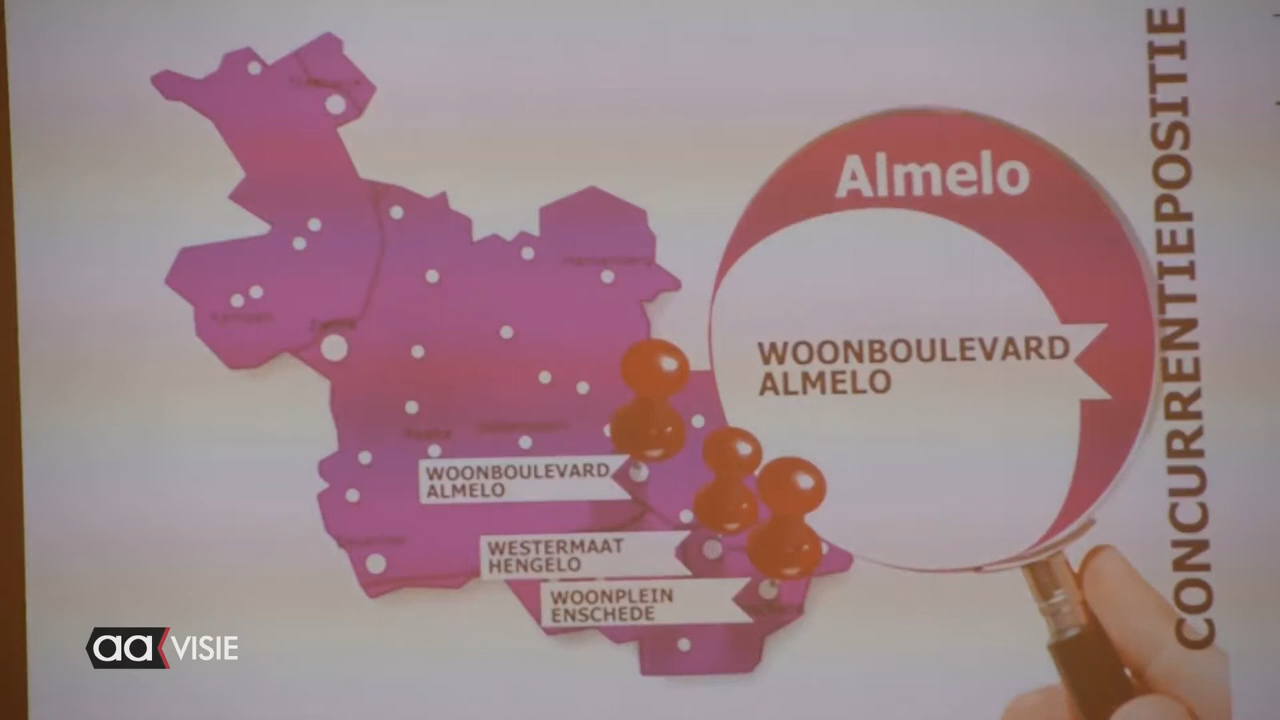 Almelo
WOONBOULEVARD
ALMELO
CONCURRENTIEPOSITIE
WOONBOULEVARD
ALMELO
WESTERMAAT
HENGELO
WOONPLEIN
ENSCHEDE
aa VISIE